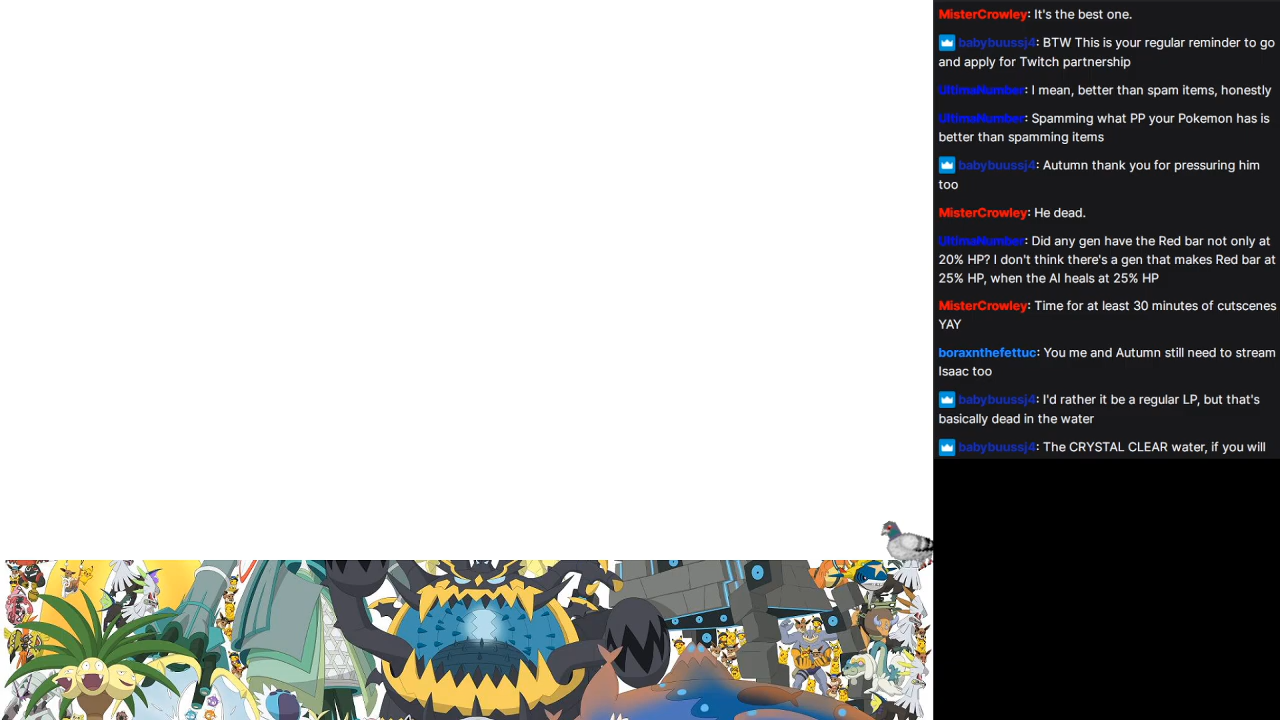 MisterCrowley: It's the best one.
babybuussj4: BTW This is your regular reminder to go
and apply for Twitch partnership
UltimaNumber: I mean, better than spam items, honestly
UltimaNumber: Spamming what PP your Pokemon has is
better than spamming items
babybuussj4: Autumn thank you for pressuring him
too
MisterCrowley: He dead.
UltimaNumber: Did any gen have the Red bar not only at
20% HP? I don't think there's a gen that makes Red bar at
25% HP, when the AI heals at 25% HP
MisterCrowley: Time for at least 30 minutes of cutscenes
YAY
boraxnthefettuc: You me and Autumn still need to stream
Isaac too
babybuussj4: I'd rather it be a regular LP, but that's
basically dead in the water
babybuussj4: The CRYSTAL CLEAR water, if you will